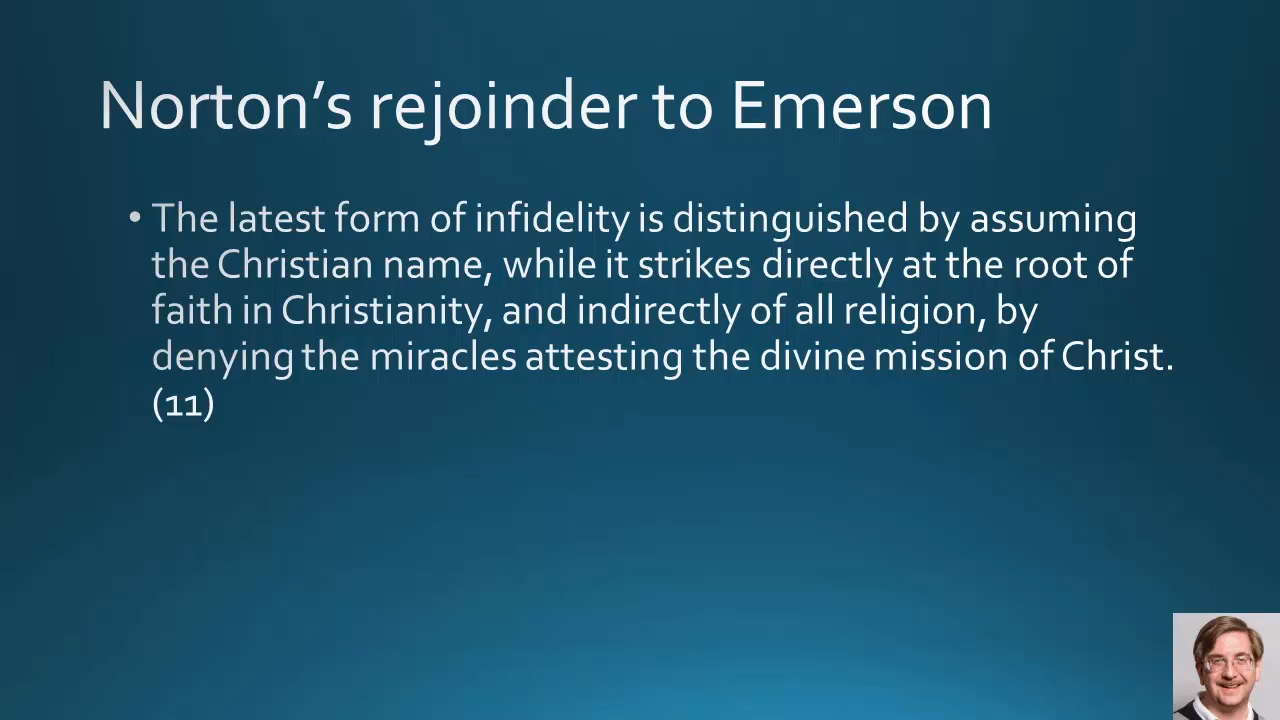 Norton’s rejoinder to Emerson
• The latest form of infidelity is distinguished by assuming
the Christian name, while it strikes directly at the root of
faith in Christianity, and indirectly of all religion, by
denying the miracles attesting the divine mission of Christ.
(11)